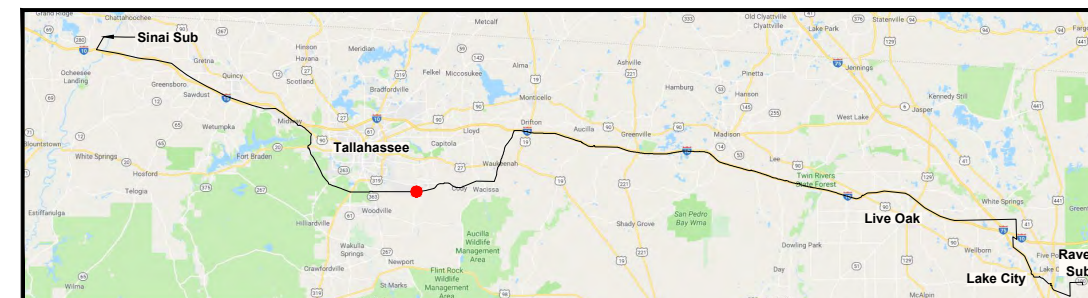 Grand Ridge
Chattahoochee
Metcalf
Old Clyattville
Clyattville
Lake Park
Statenville
Fargo
Sinai Sub
Hinson
Havana
Meridian
Felkel
Miccosukee
Alma
Ashville
Pinetta
Jennings
Ocheesee
Landing
Gretna
Quincy
Scotland
Greensboro
Sawdust
Bradfordville
Monticello
Hamburg
Hanson
Kennedy Still
Jasper
West Lake
Wetumpka
Midway
Tallahassee
Lloyd
Capitola
Drifton
Aucilla
Greenville
Madison
Lee
Blountstown
White Springs
Hosford
Telogia
Fort Braden
Waukeenah
Cody
Wacissa
Twin Rivers
State Forest
White Springs
Estiffanulga
Woodville
Hilliardville
Shady Grove
San Pedro
Bay Wma
Live Oak
Wellborn
Dowling Park
Aucilla
Wildlife
Management
Area
Wakulla
Springs
Newport
Crawfordville
St Marks
Flint Rock
Wildlife
Management
Area
Day
McAlpin
Wilma
Five Po
Lake C
Lake City
Rave
Sub